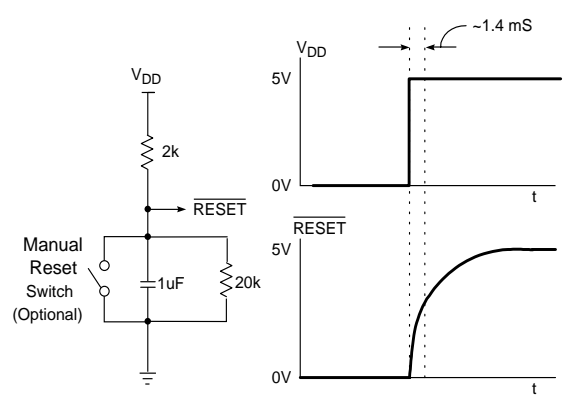 VDD
2k
RESET
Manual
Reset
Switch
(Optional)
1uF
20k
~1.4 mS
VDD
5V
0V
t
RESET
5V
0V
t